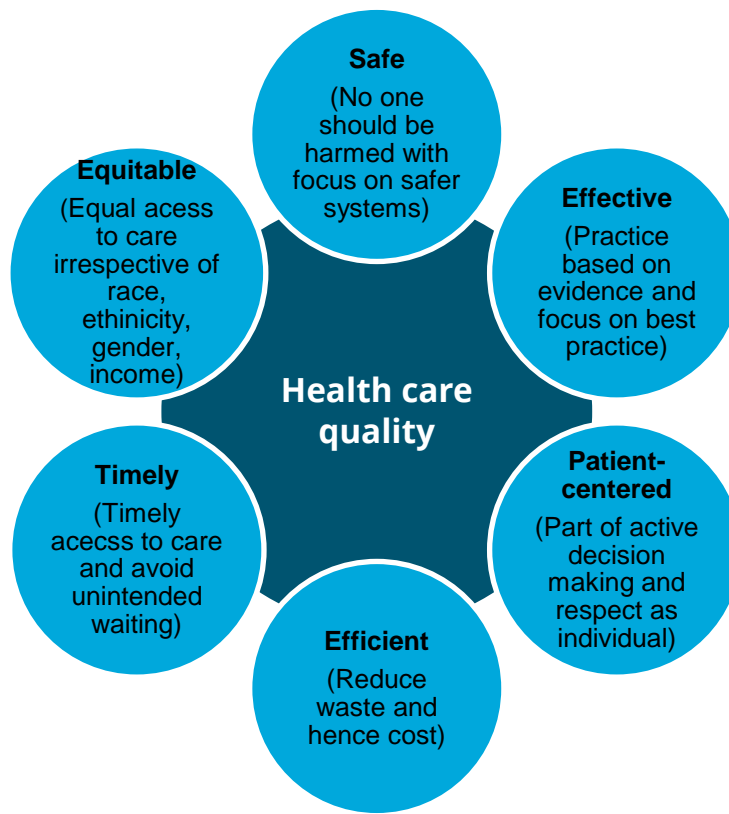 Safe
(No one
should be
harmed with
focus on safer
systems)
Effective
(Practice
based on
evidence and
focus on best
practice)
Patient-
centered
(Part of active
decision
making and
respect as
individual)
Efficient
(Reduce
waste and
hence cost)
Timely
(Timely
acecss to care
and avoid
unintended
waiting)
Equitable
(Equal acess
to care
irrespective of
race,
ethinicity,
gender,
income)
Health care
quality